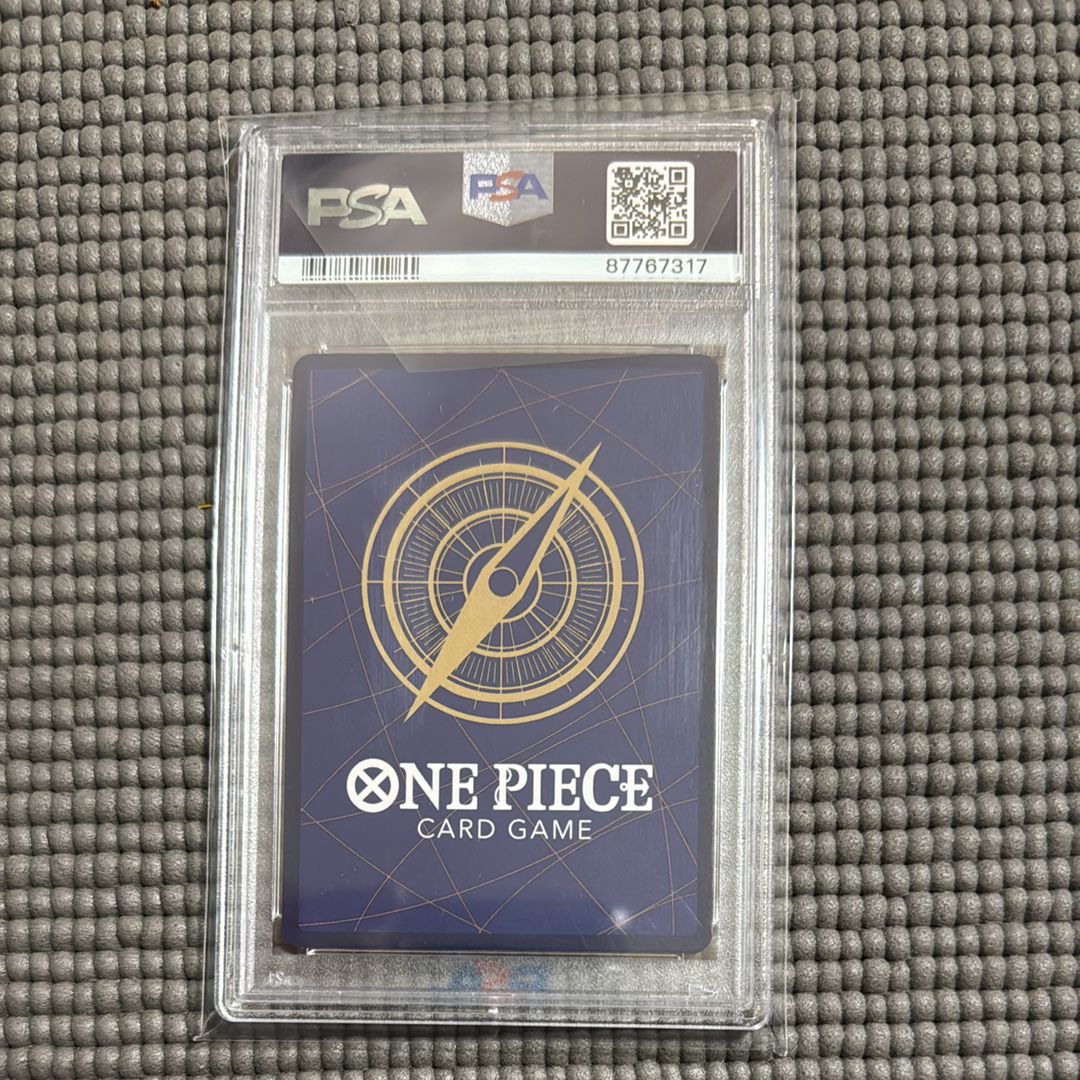 PSA
PSA
87767317
ONE PIECE
CARD GAME